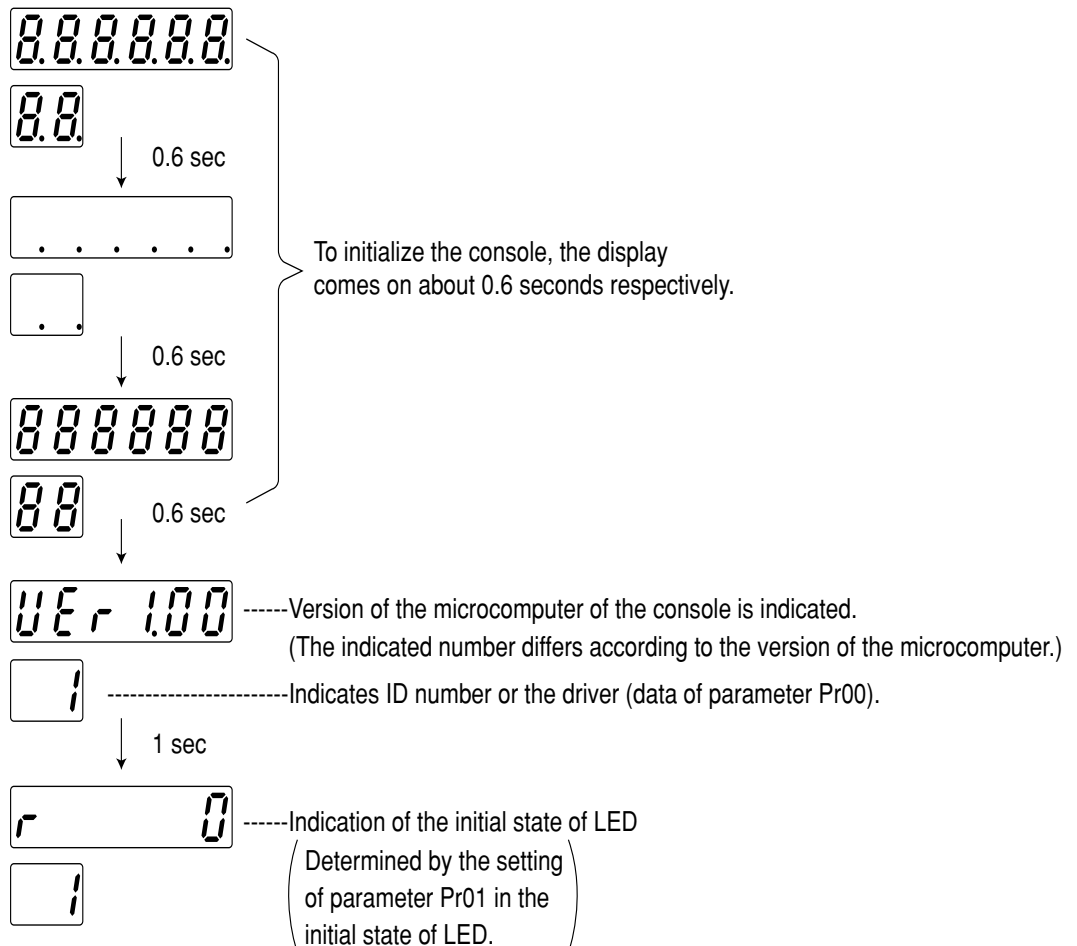 8.8.8.8.8.8.
8.8.
0.6 sec
. . . . . .
. .
To initialize the console, the display
comes on about 0.6 seconds respectively.
0.6 sec
888888
88
0.6 sec
UEr 1.00 ------Version of the microcomputer of the console is indicated.
(The indicated number differs according to the version of the microcomputer.)
1 -----------------------Indicates ID number or the driver (data of parameter Pr00).
1 sec
r 0 ------Indication of the initial state of LED
Determined by the setting
1 of parameter Pr01 in the
initial state of LED.